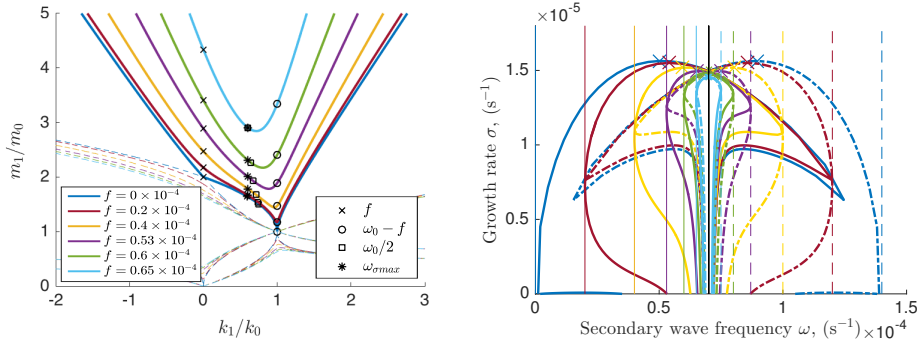 5
4
3
2
1
0
m₁/m₀
-2
-1
0
1
2
3
k₁/k₀
f = 0 × 10⁻⁴
f = 0.2 × 10⁻⁴
f = 0.4 × 10⁻⁴
f = 0.53 × 10⁻⁴
f = 0.6 × 10⁻⁴
f = 0.65 × 10⁻⁴
f
ω₀ − f
ω₀/2
ω_σmax
×10⁻⁵
1.5
1
0.5
0
Growth rate σ, (s⁻¹)
0
0.5
1
1.5
Secondary wave frequency ω, (s⁻¹)
×10⁻⁴